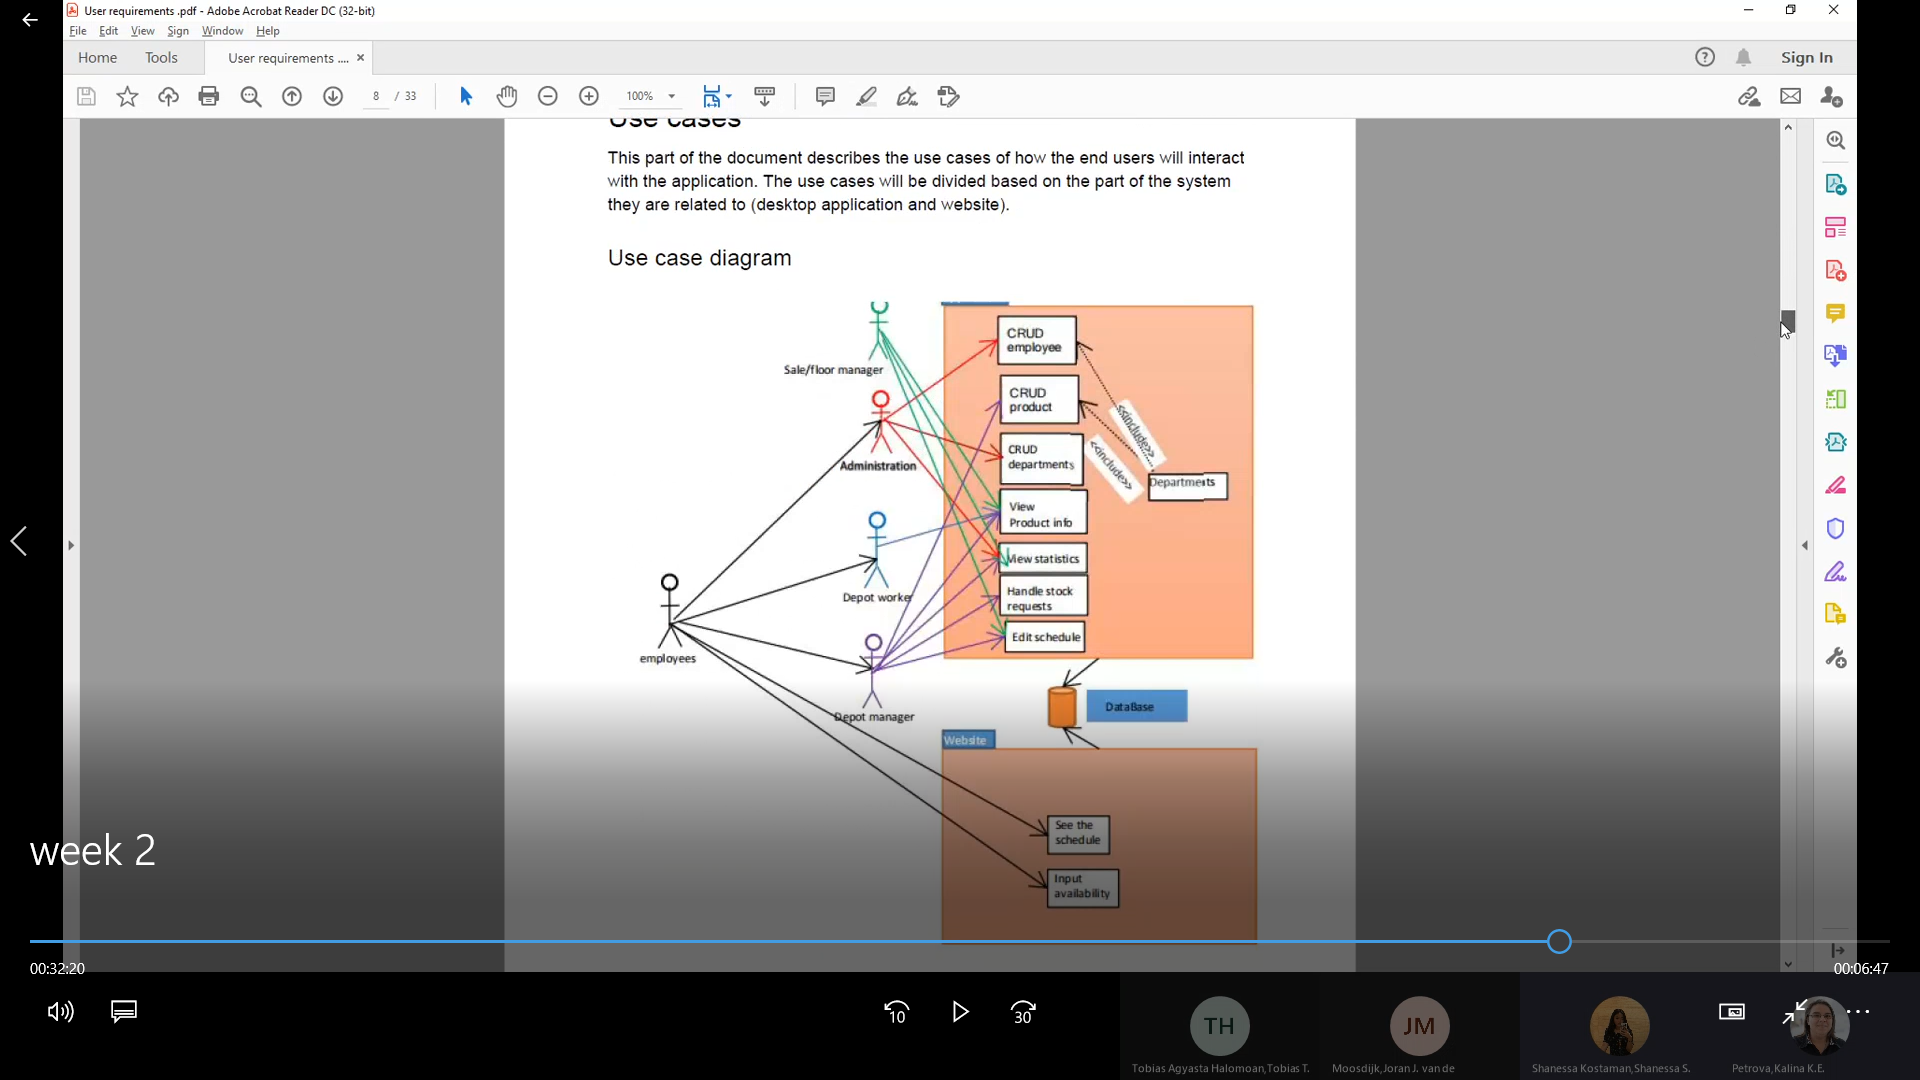 User requirements .pdf - Adobe Acrobat Reader DC (32-bit)
File Edit View Sign Window Help
Home Tools User requirements .... × Sign In
8 / 33 100%
Use cases
This part of the document describes the use cases of how the end users will interact
with the application. The use cases will be divided based on the part of the system
they are related to (desktop application and website).
Use case diagram
Sale/floor manager
Administration
Depot worker
employees
Depot manager
CRUD
employee
CRUD
product
CRUD
departments
<<include>>
<<include>>
Departments
View
Product info
View statistics
Handle stock
requests
Edit schedule
DataBase
Website
See the
schedule
Input
availability
week 2
00:32:20
00:06:47
10
30
TH
JM
Tobias Agyasta Halomoan,Tobias T.
Moosdijk,Joran J. van de
Shanessa Kostaman,Shanessa S.
Petrova,Kalina K.E.